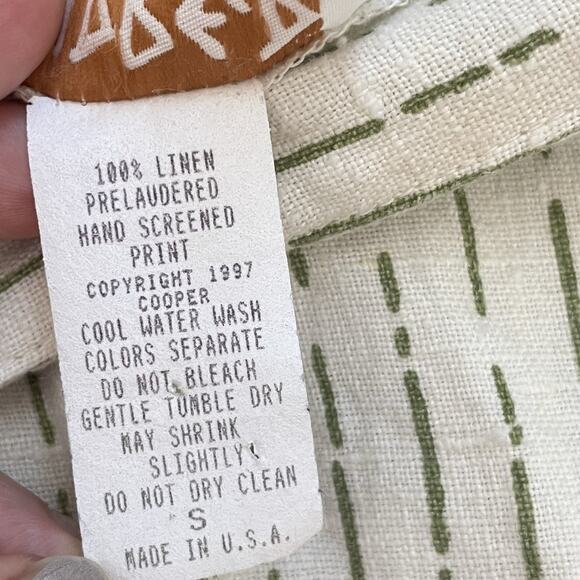 100% LINEN
PRELAUDERED
HAND SCREENED
PRINT
COPYRIGHT 1997
COOPER
COOL WATER WASH
COLORS SEPARATE
DO NOT BLEACH
GENTLE TUMBLE DRY
MAY SHRINK
SLIGHTLY
DO NOT DRY CLEAN
S
MADE IN U.S.A.